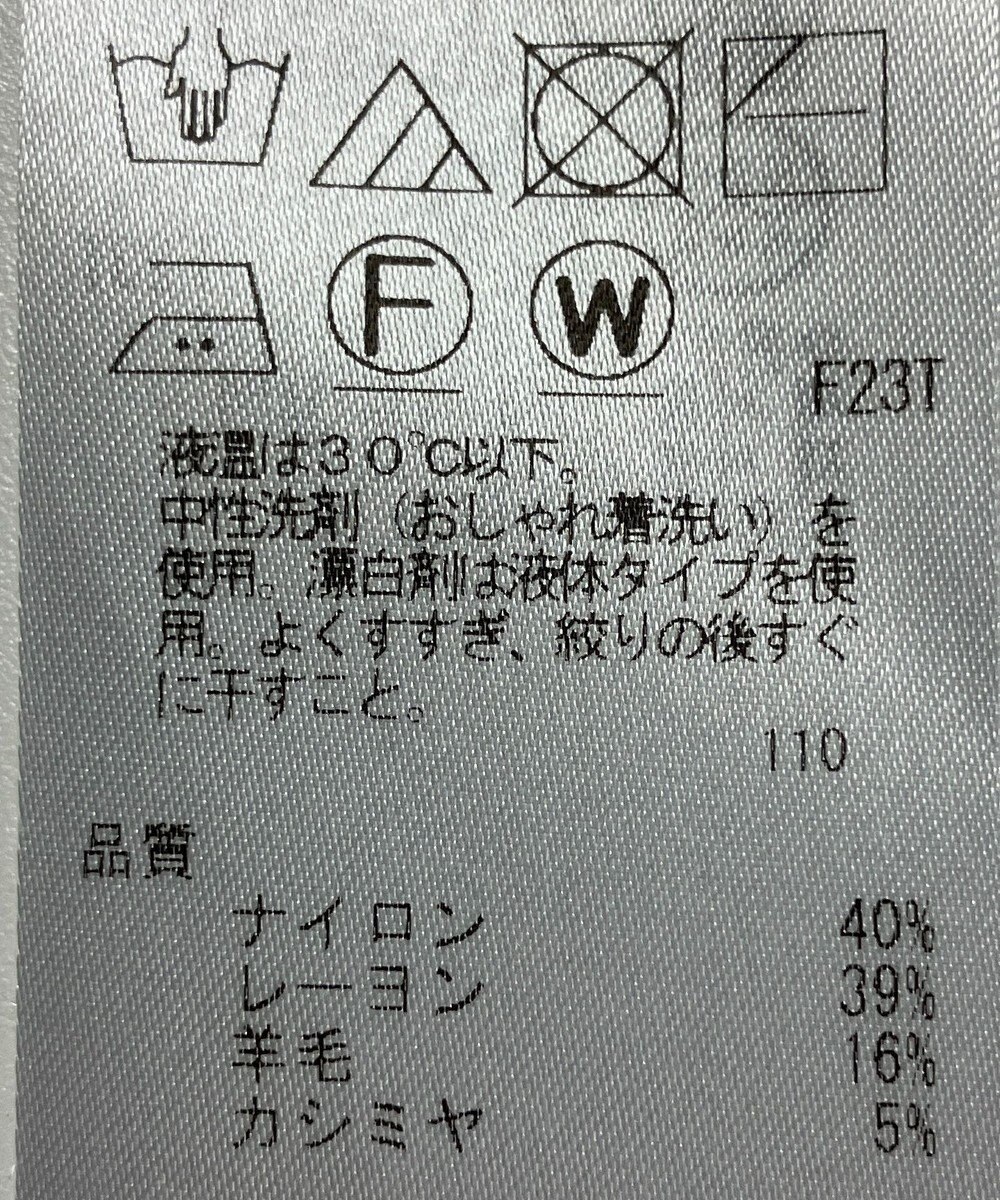 F
W
F23T
液温は30℃以下。
中性洗剤(おしゃれ着洗い)を
使用。漂白剤は液体タイプを使
用。よくすすぎ、絞りの後すぐ
に干すこと。
110
品質
ナイロン 40%
レーヨン 39%
羊毛 16%
カシミヤ 5%